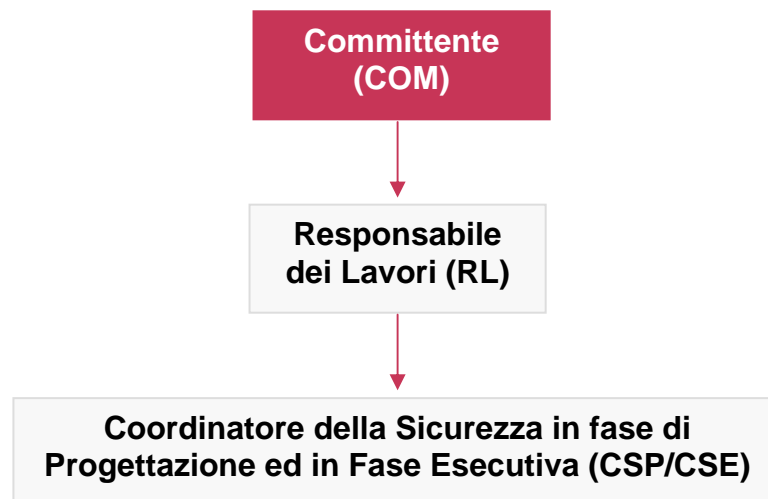 Committente
(COM)
Responsabile
dei Lavori (RL)
Coordinatore della Sicurezza in fase di
Progettazione ed in Fase Esecutiva (CSP/CSE)